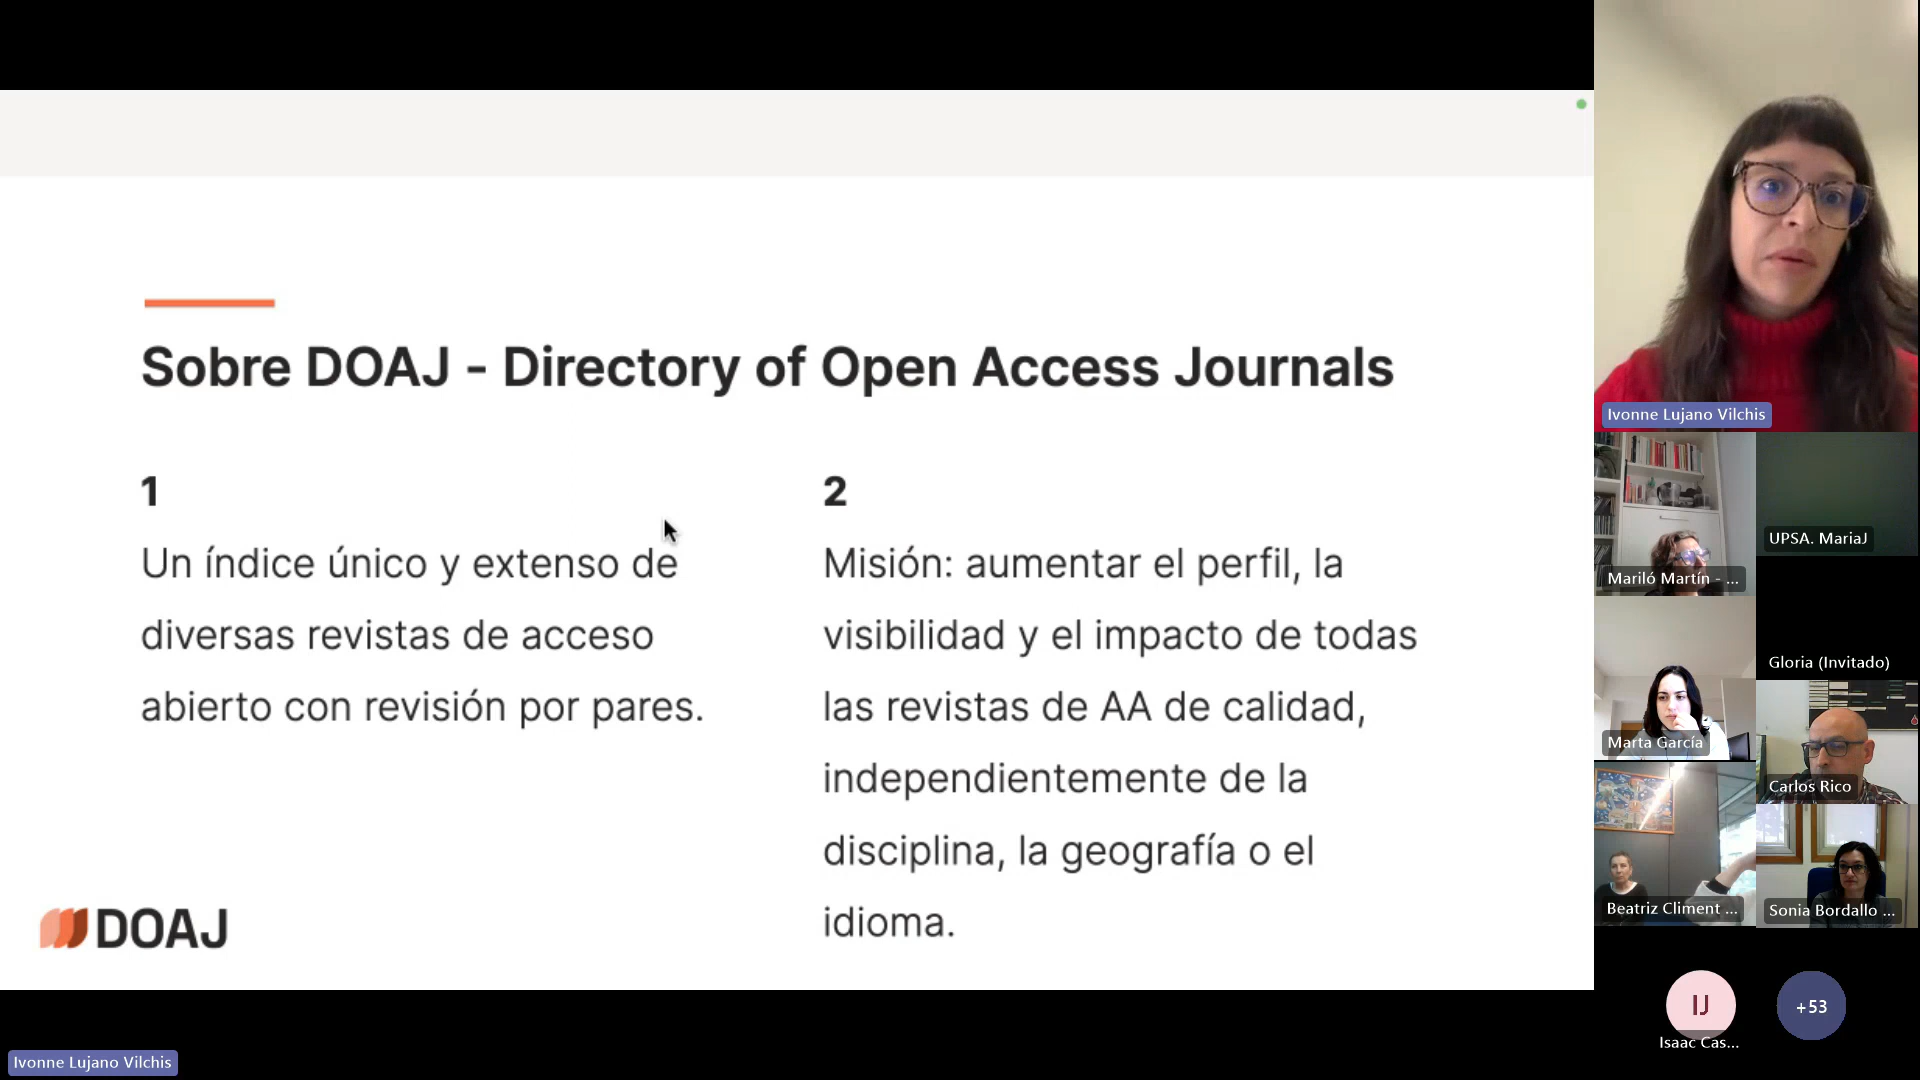 Sobre DOAJ - Directory of Open Access Journals
1
Un índice único y extenso de
diversas revistas de acceso
abierto con revisión por pares.
2
Misión: aumentar el perfil, la
visibilidad y el impacto de todas
las revistas de AA de calidad,
independientemente de la
disciplina, la geografía o el
idioma.
DOAJ
Ivonne Lujano Vilchis
Ivonne Lujano Vilchis
Mariló Martín - ...
UPSA. MariaJ
Gloria (Invitado)
Marta García
Carlos Rico
Beatriz Climent ...
Sonia Bordallo ...
IJ
Isaac Cas...
+53